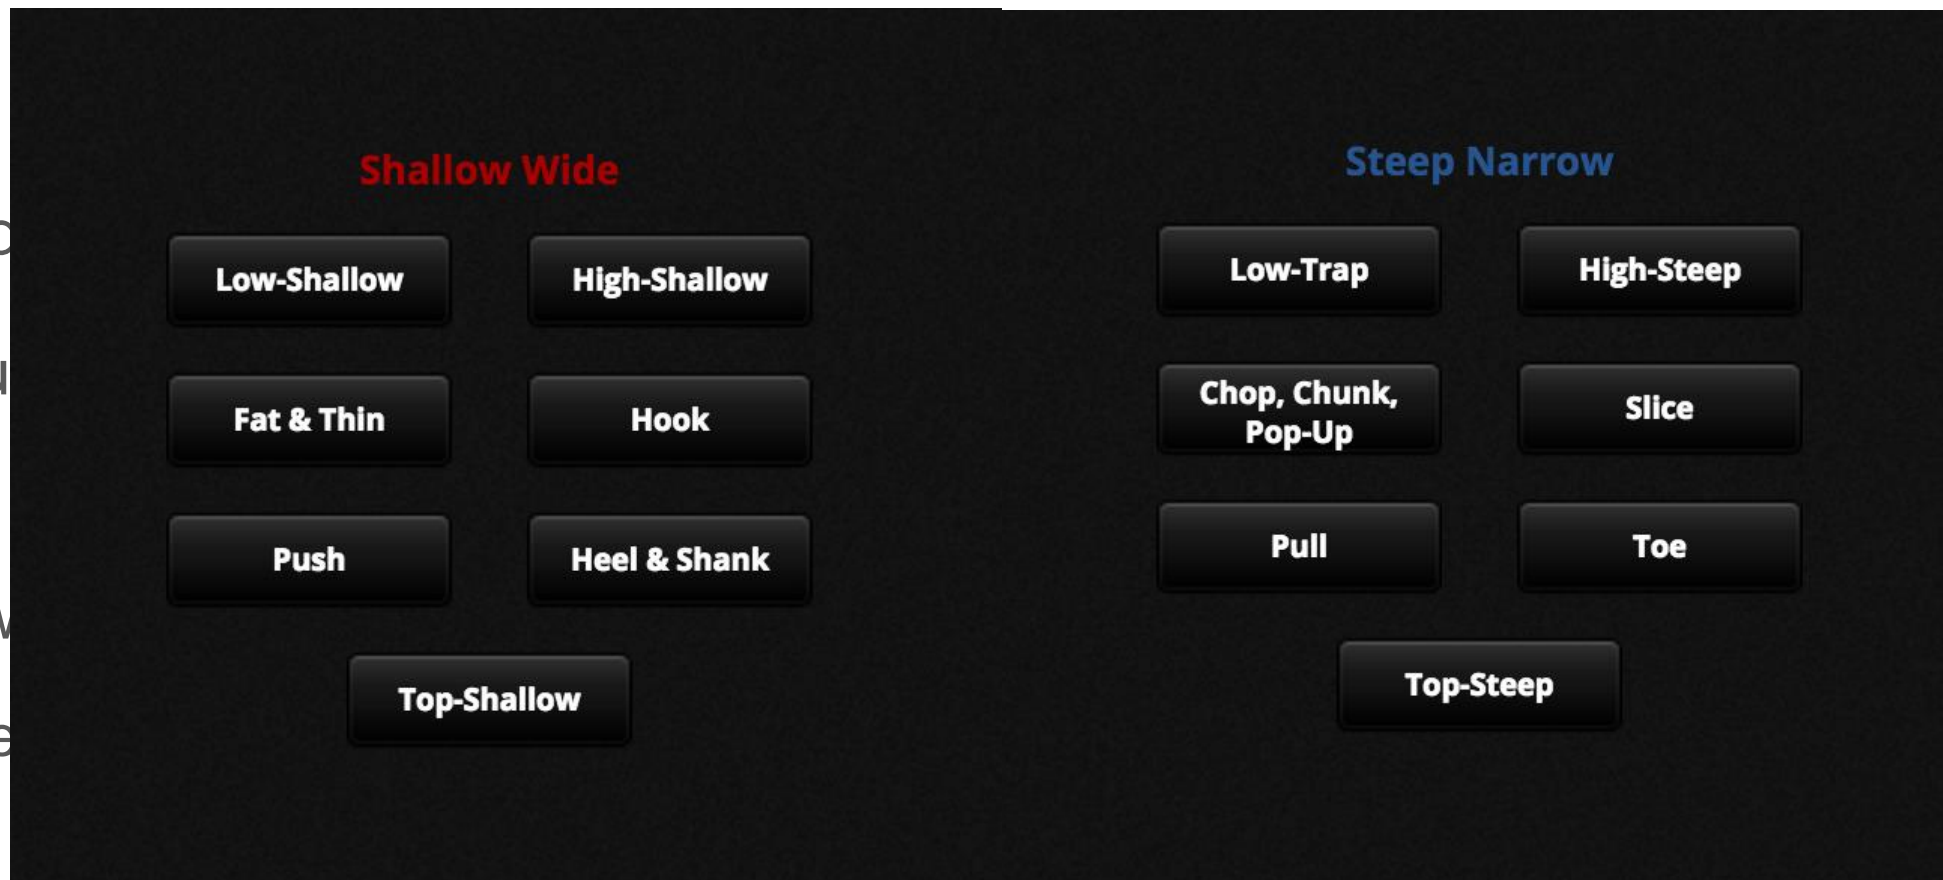 Shallow Wide
Low-Shallow
High-Shallow
Fat & Thin
Hook
Push
Heel & Shank
Top-Shallow
Steep Narrow
Low-Trap
High-Steep
Chop, Chunk,
Pop-Up
Slice
Pull
Toe
Top-Steep